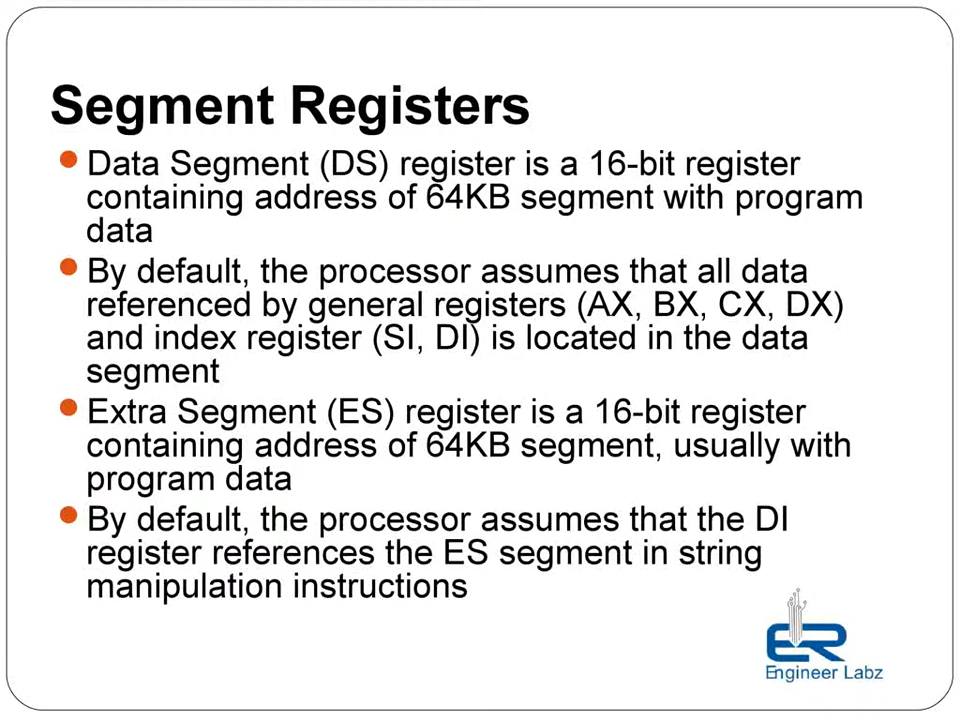 Segment Registers
Data Segment (DS) register is a 16-bit register
containing address of 64KB segment with program
data
By default, the processor assumes that all data
referenced by general registers (AX, BX, CX, DX)
and index register (SI, DI) is located in the data
segment
Extra Segment (ES) register is a 16-bit register
containing address of 64KB segment, usually with
program data
By default, the processor assumes that the DI
register references the ES segment in string
manipulation instructions
ER
Engineer Labz